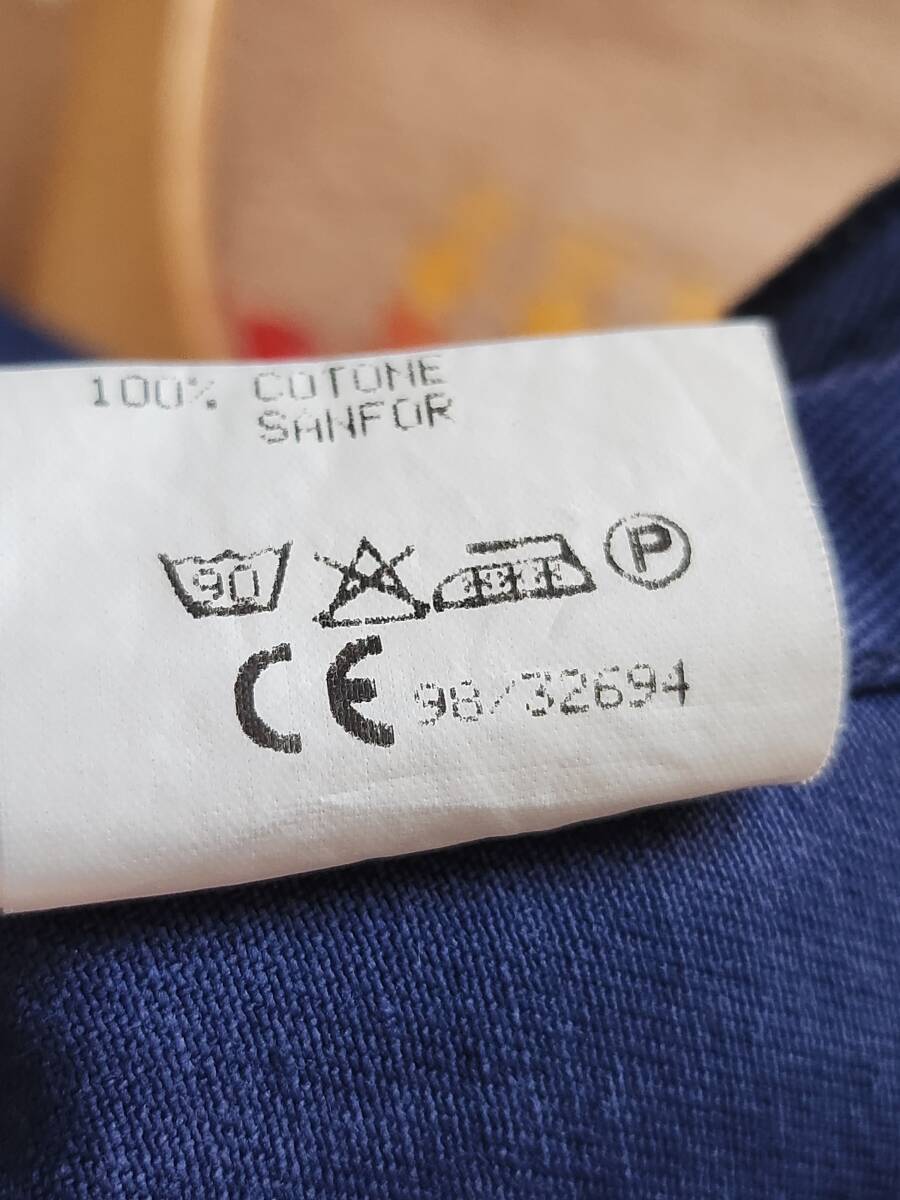 100% COTONE
SANFOR
90 P
CE 98/32694